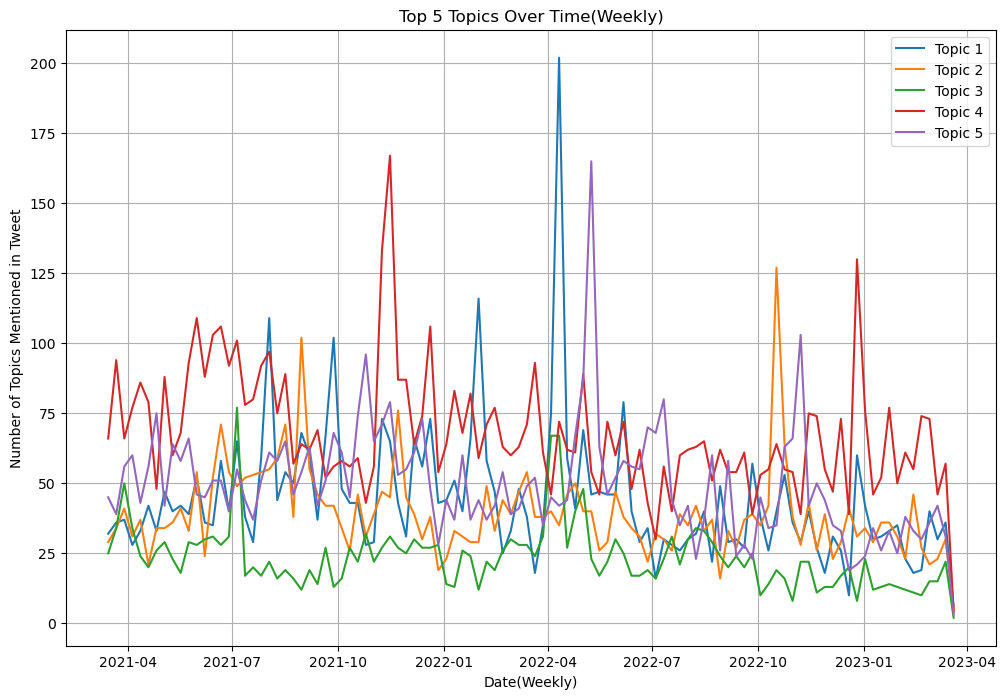 Top 5 Topics Over Time(Weekly)
Number of Topics Mentioned in Tweet
200
175
150
125
100
75
50
25
0
Topic 1
Topic 2
Topic 3
Topic 4
Topic 5
2021-04 2021-07 2021-10 2022-01 2022-04 2022-07 2022-10 2023-01 2023-04
Date(Weekly)